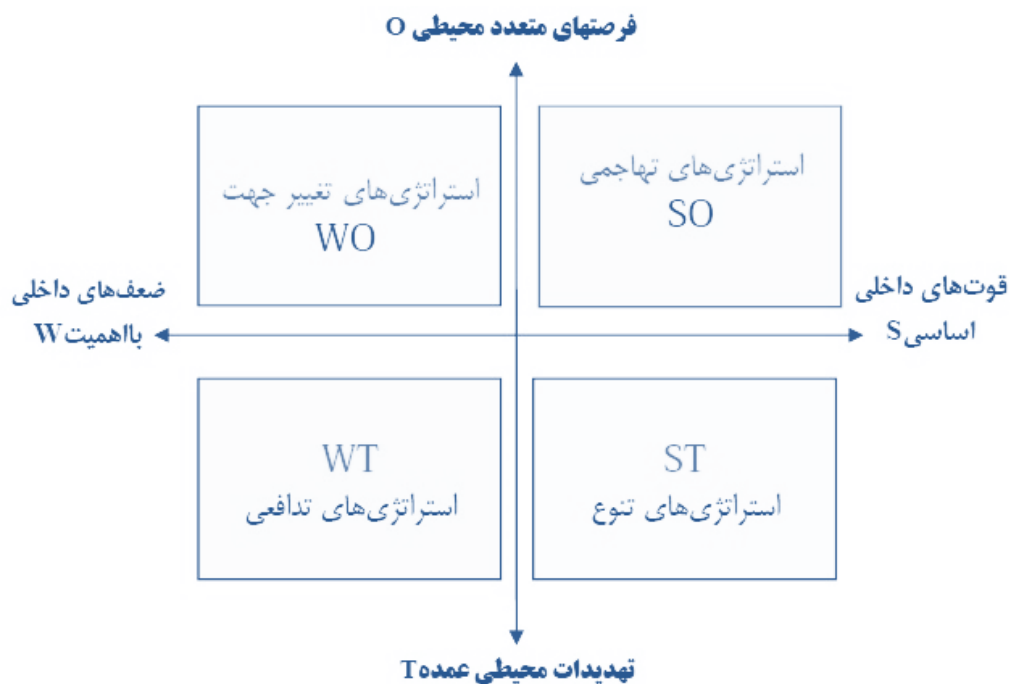 فرصتهای متعدد محیطی O
استراتژی‌های تهاجمی
SO
استراتژی‌های تغییر جهت
WO
قوت‌های داخلی
اساسی S
ضعف‌های داخلی
بااهمیت W
ST
استراتژی‌های تنوع
WT
استراتژی‌های تدافعی
تهدیدات محیطی عمده T